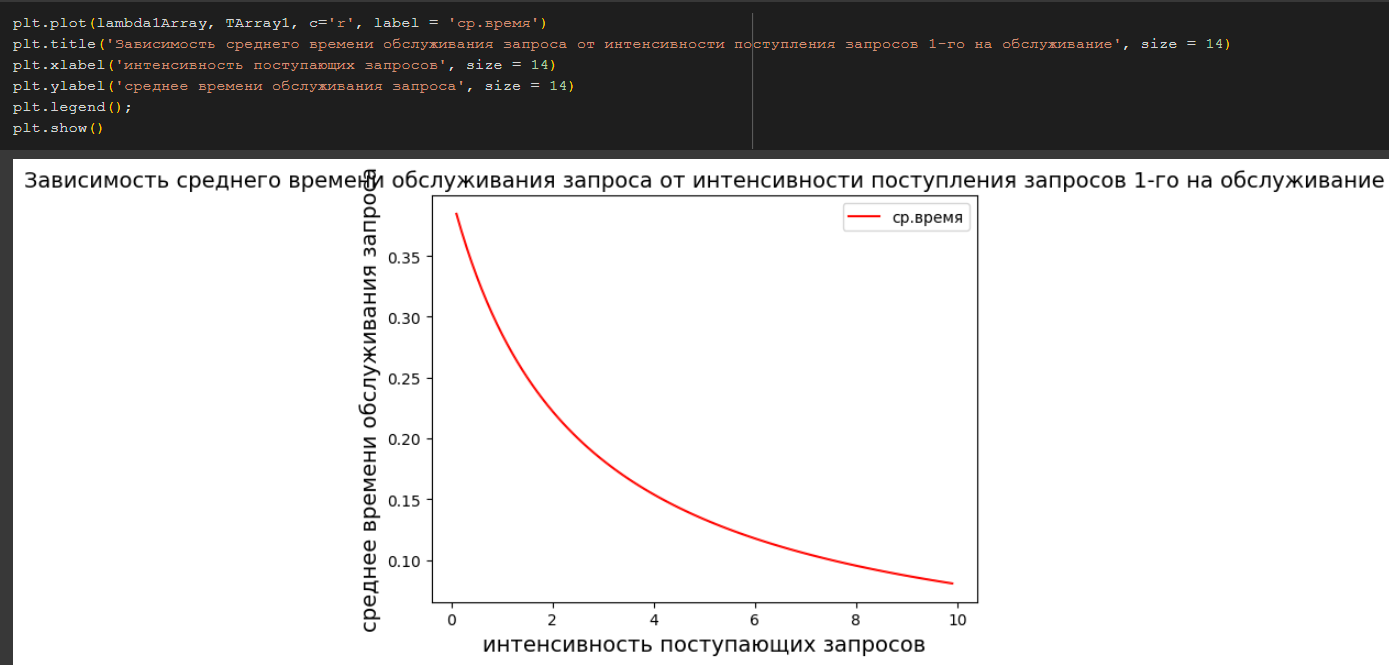 plt.plot(lambda1Array, TArray1, c='r', label = 'ср.время')
plt.title('Зависимость среднего времени обслуживания запроса от интенсивности поступления запросов 1-го на обслуживание', size = 14)
plt.xlabel('интенсивность поступающих запросов', size = 14)
plt.ylabel('среднее времени обслуживания запроса', size = 14)
plt.legend();
plt.show()
Зависимость среднего времени обслуживания запроса от интенсивности поступления запросов 1-го на обслуживание
ср.время
среднее времени обслуживания запроса
0.35
0.30
0.25
0.20
0.15
0.10
0 2 4 6 8 10
интенсивность поступающих запросов